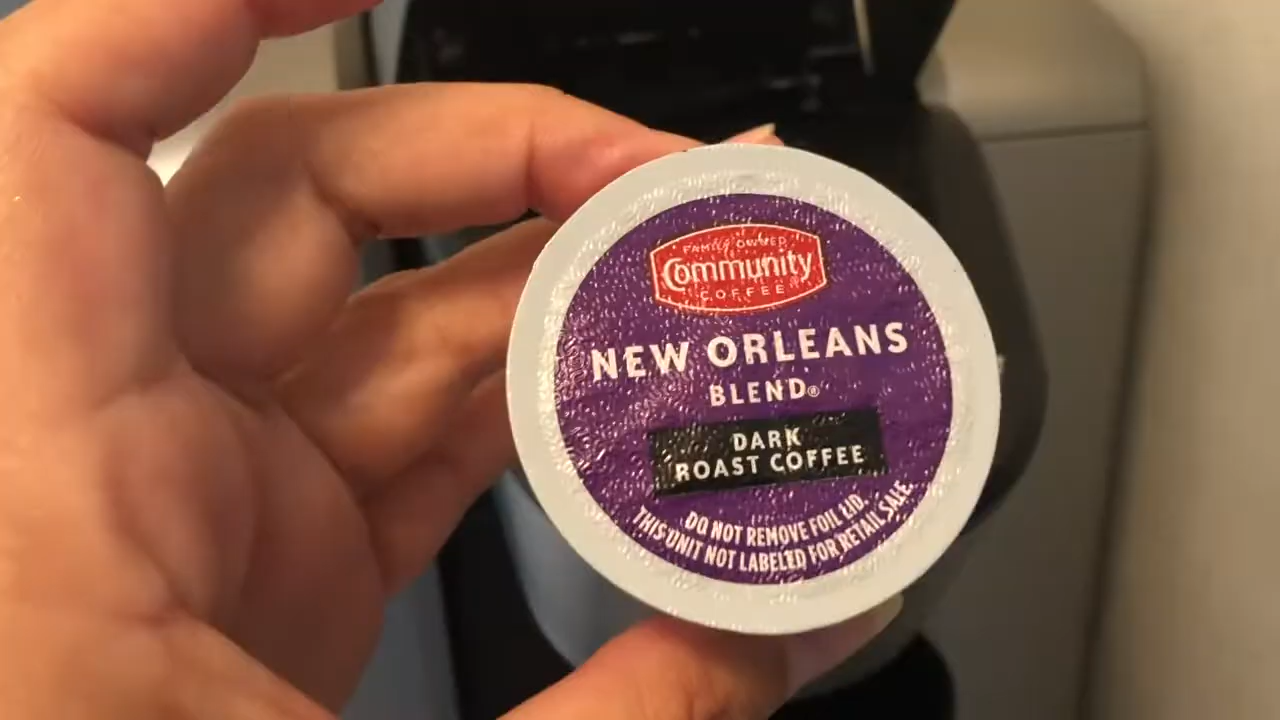 FAMILY OWNED
Community
COFFEE
NEW ORLEANS
BLEND®
DARK
ROAST COFFEE
DO NOT REMOVE FOIL LID.
THIS UNIT NOT LABELED FOR RETAIL SALE.